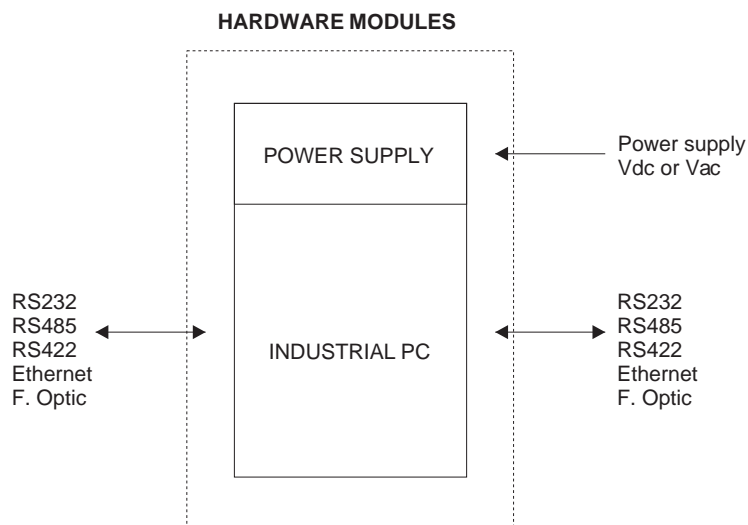 HARDWARE MODULES
POWER SUPPLY
Power supply
Vdc or Vac
RS232
RS485
RS422
Ethernet
F. Optic
INDUSTRIAL PC
RS232
RS485
RS422
Ethernet
F. Optic